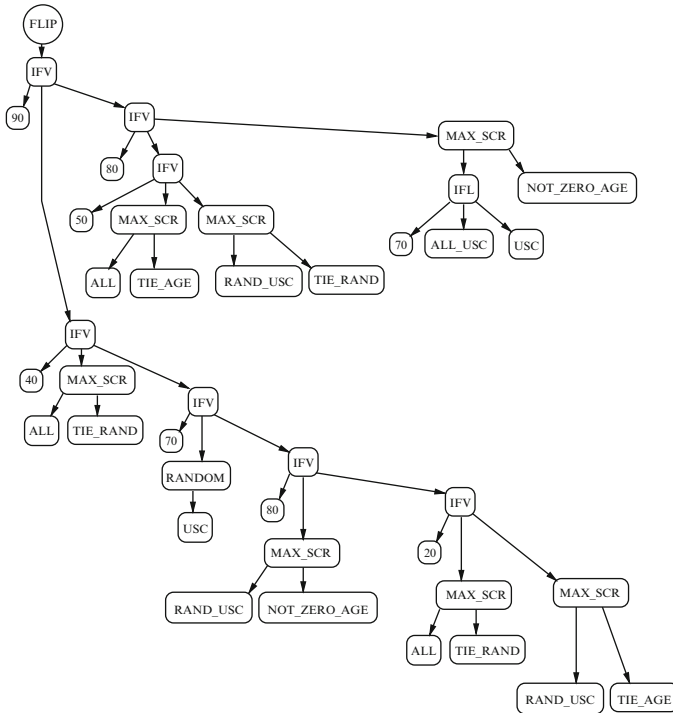 FLIP
IFV
90
IFV
MAX_SCR
80
IFV
IFL
NOT_ZERO_AGE
50
MAX_SCR
MAX_SCR
70
ALL_USC
USC
ALL
TIE_AGE
RAND_USC
TIE_RAND
IFV
40
MAX_SCR
IFV
ALL
TIE_RAND
70
RANDOM
IFV
USC
80
IFV
MAX_SCR
20
RAND_USC
NOT_ZERO_AGE
MAX_SCR
MAX_SCR
ALL
TIE_RAND
RAND_USC
TIE_AGE